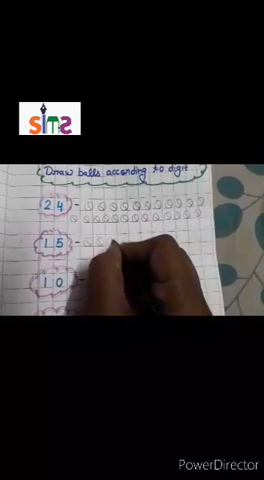 SIMS
Draw balls according to digit
24 -
15 -
10 -
PowerDirector